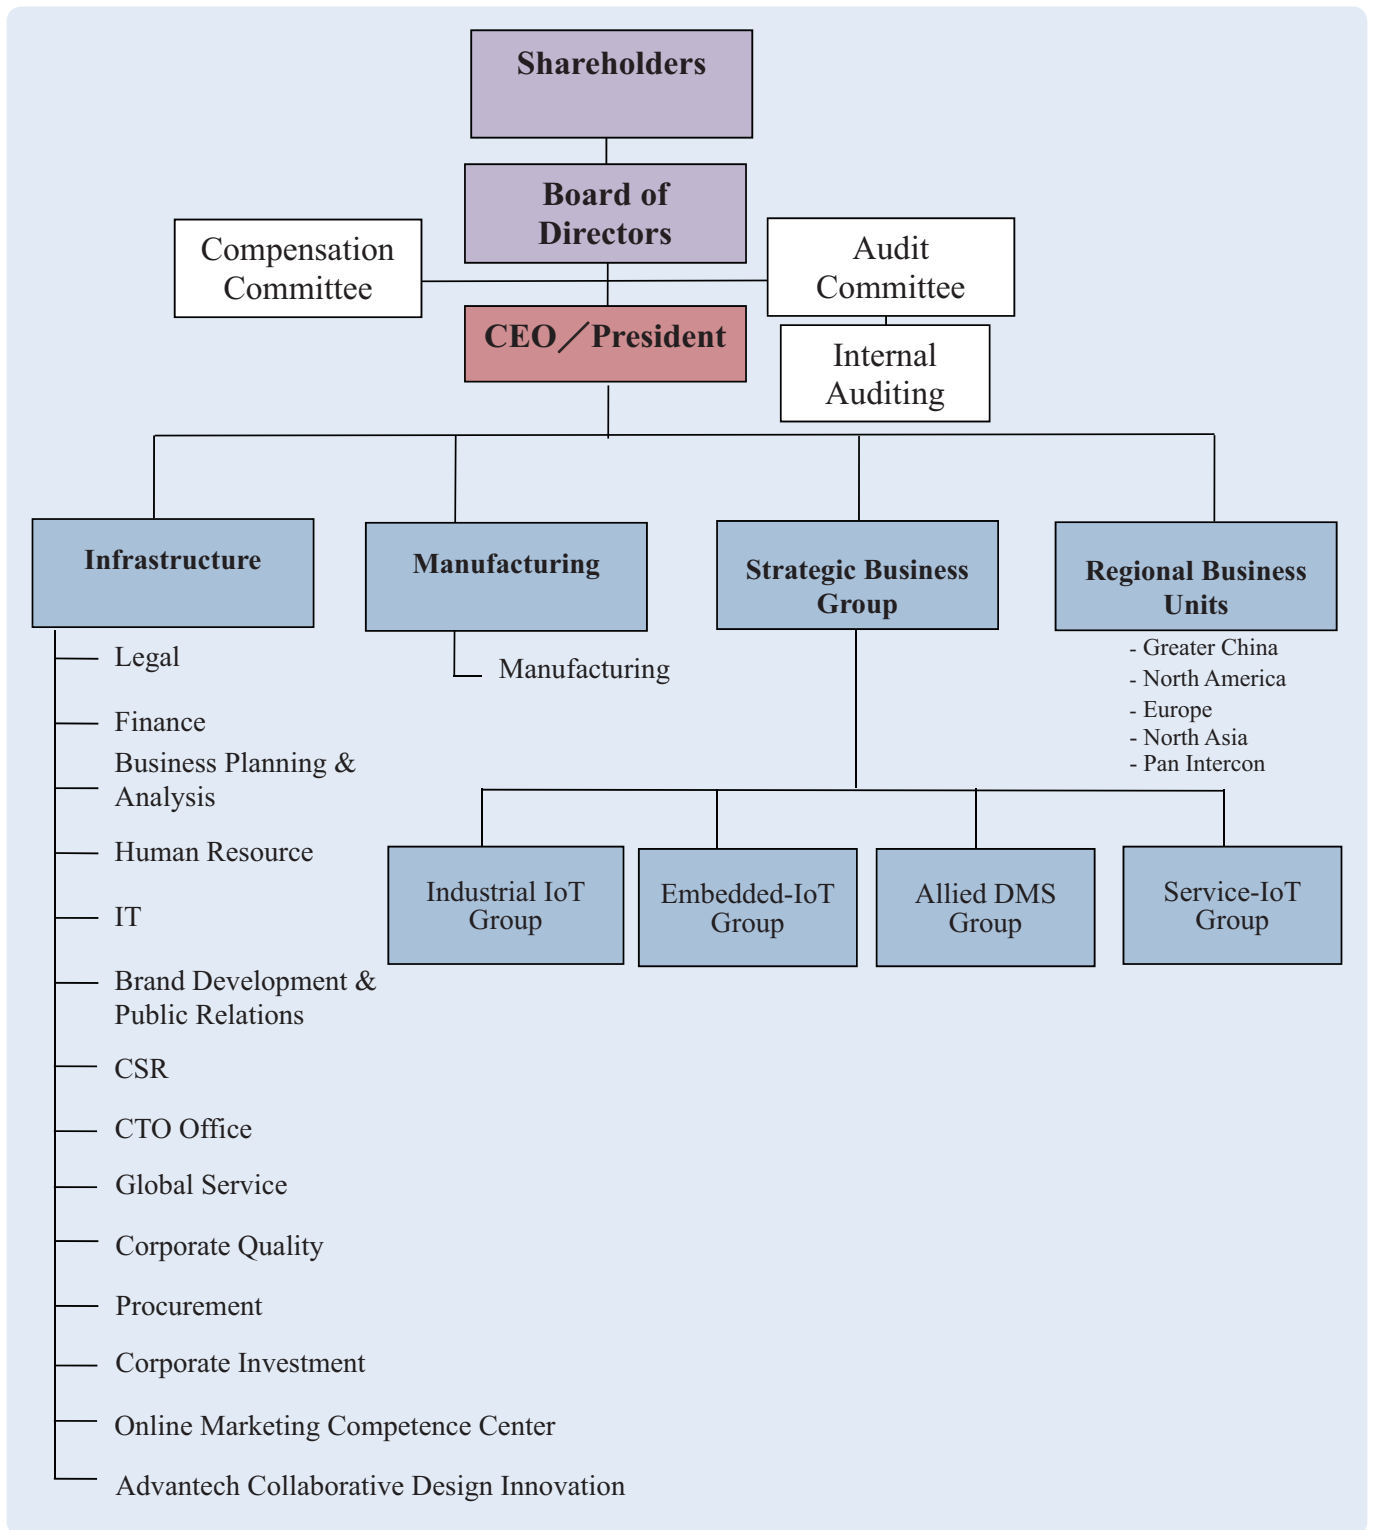 Shareholders
Board of
Directors
Compensation
Committee
Audit
Committee
CEO／President
Internal
Auditing
Infrastructure
Manufacturing
Strategic Business
Group
Regional Business
Units
Legal
Finance
Business Planning &
Analysis
Human Resource
IT
Brand Development &
Public Relations
CSR
CTO Office
Global Service
Corporate Quality
Procurement
Corporate Investment
Online Marketing Competence Center
Advantech Collaborative Design Innovation
Manufacturing
- Greater China
- North America
- Europe
- North Asia
- Pan Intercon
Industrial IoT
Group
Embedded-IoT
Group
Allied DMS
Group
Service-IoT
Group